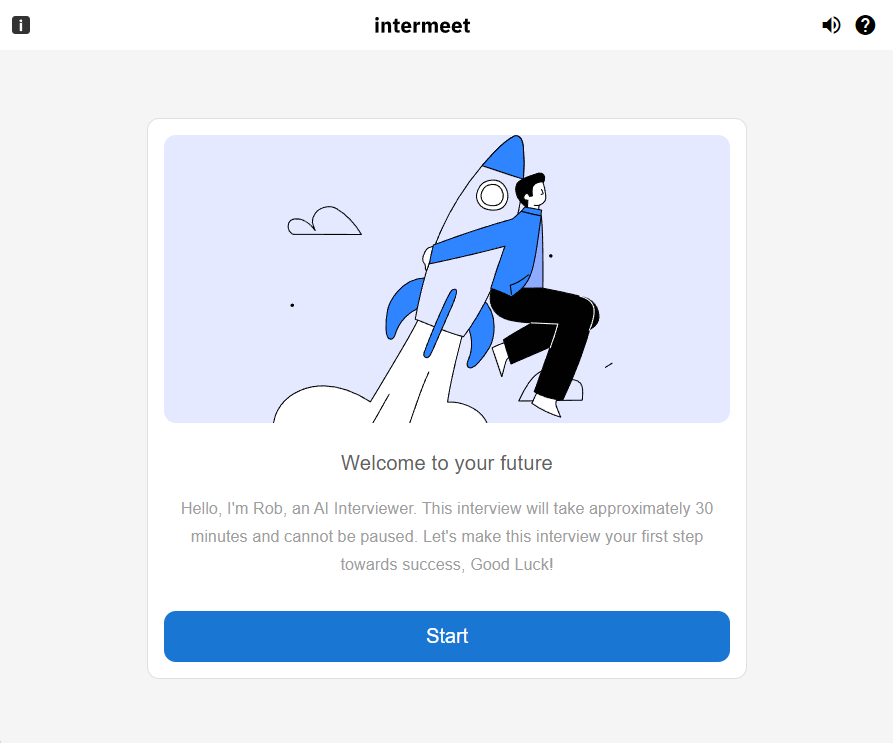 intermeet
Welcome to your future
Hello, I'm Rob, an AI Interviewer. This interview will take approximately 30
minutes and cannot be paused. Let's make this interview your first step
towards success, Good Luck!
Start